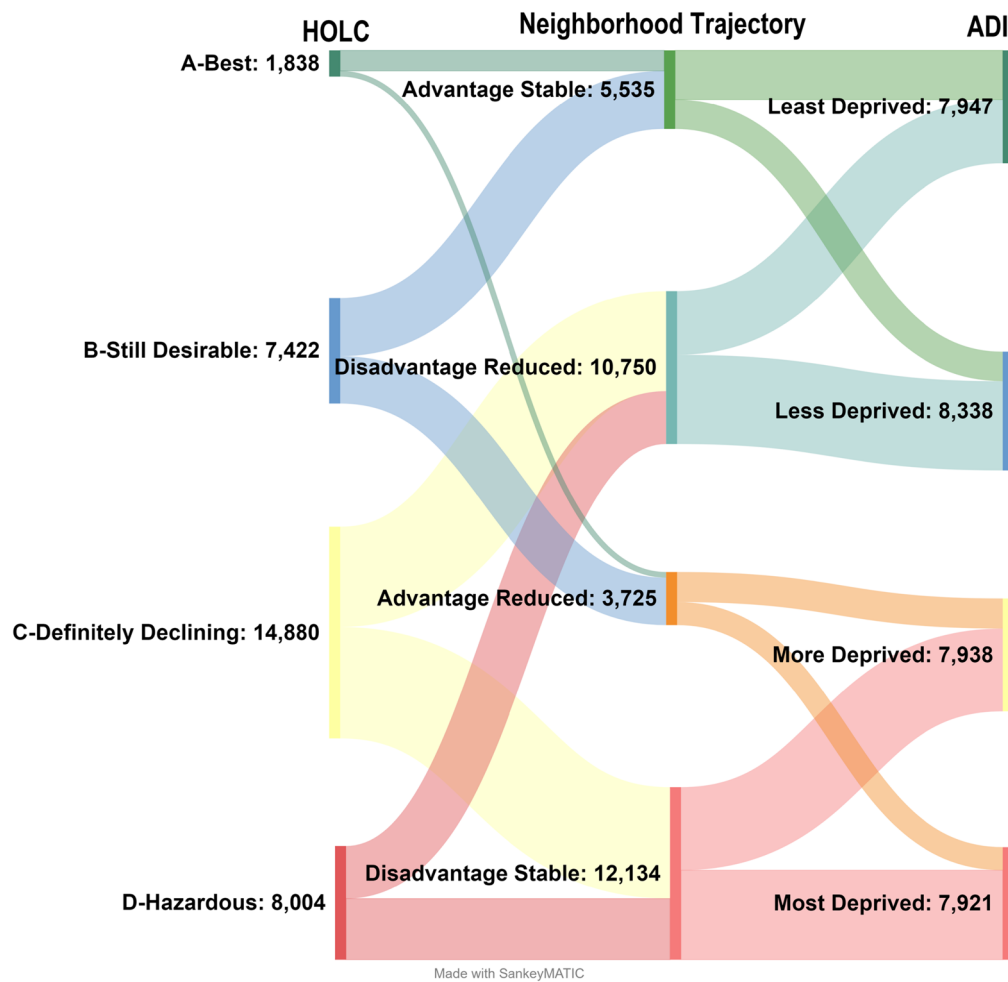 HOLC
Neighborhood Trajectory
ADI
A-Best: 1,838
Advantage Stable: 5,535
Least Deprived: 7,947
B-Still Desirable: 7,422
Disadvantage Reduced: 10,750
Less Deprived: 8,338
Advantage Reduced: 3,725
C-Definitely Declining: 14,880
More Deprived: 7,938
Disadvantage Stable: 12,134
D-Hazardous: 8,004
Most Deprived: 7,921
Made with SankeyMATIC